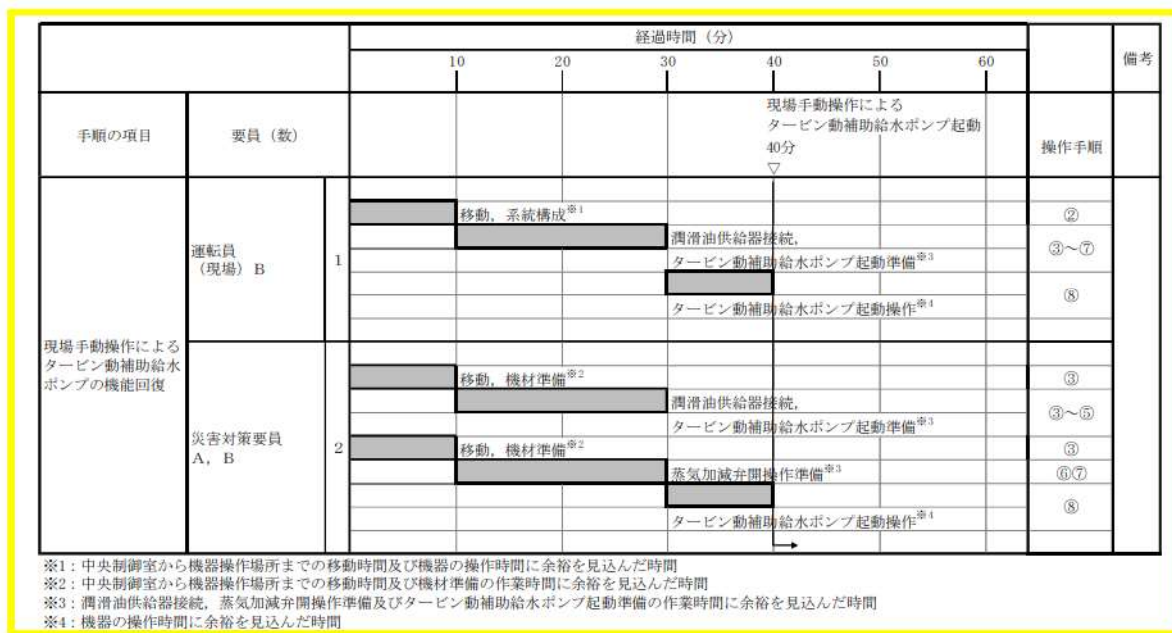 経過時間（分）
備考
10 20 30 40 50 60
手順の項目
要員（数）
現場手動操作による
タービン動補助給水ポンプ起動
40分
▽
操作手順
現場手動操作による
タービン動補助給水
ポンプの機能回復
運転員
（現場）B
1
移動，系統構成※1
②
潤滑油供給器接続，
タービン動補助給水ポンプ起動準備※3
③～⑦
タービン動補助給水ポンプ起動操作※4
⑧
災害対策要員
A，B
2
移動，機材準備※2
③
潤滑油供給器接続，
タービン動補助給水ポンプ起動準備※3
③～⑤
移動，機材準備※2
③
蒸気加減弁開操作準備※3
⑥⑦
タービン動補助給水ポンプ起動操作※4
⑧
※1：中央制御室から機器操作場所までの移動時間及び機器の操作時間に余裕を見込んだ時間
※2：中央制御室から機器操作場所までの移動時間及び機材準備の作業時間に余裕を見込んだ時間
※3：潤滑油供給器接続，蒸気加減弁開操作準備及びタービン動補助給水ポンプ起動準備の作業時間に余裕を見込んだ時間
※4：機器の操作時間に余裕を見込んだ時間